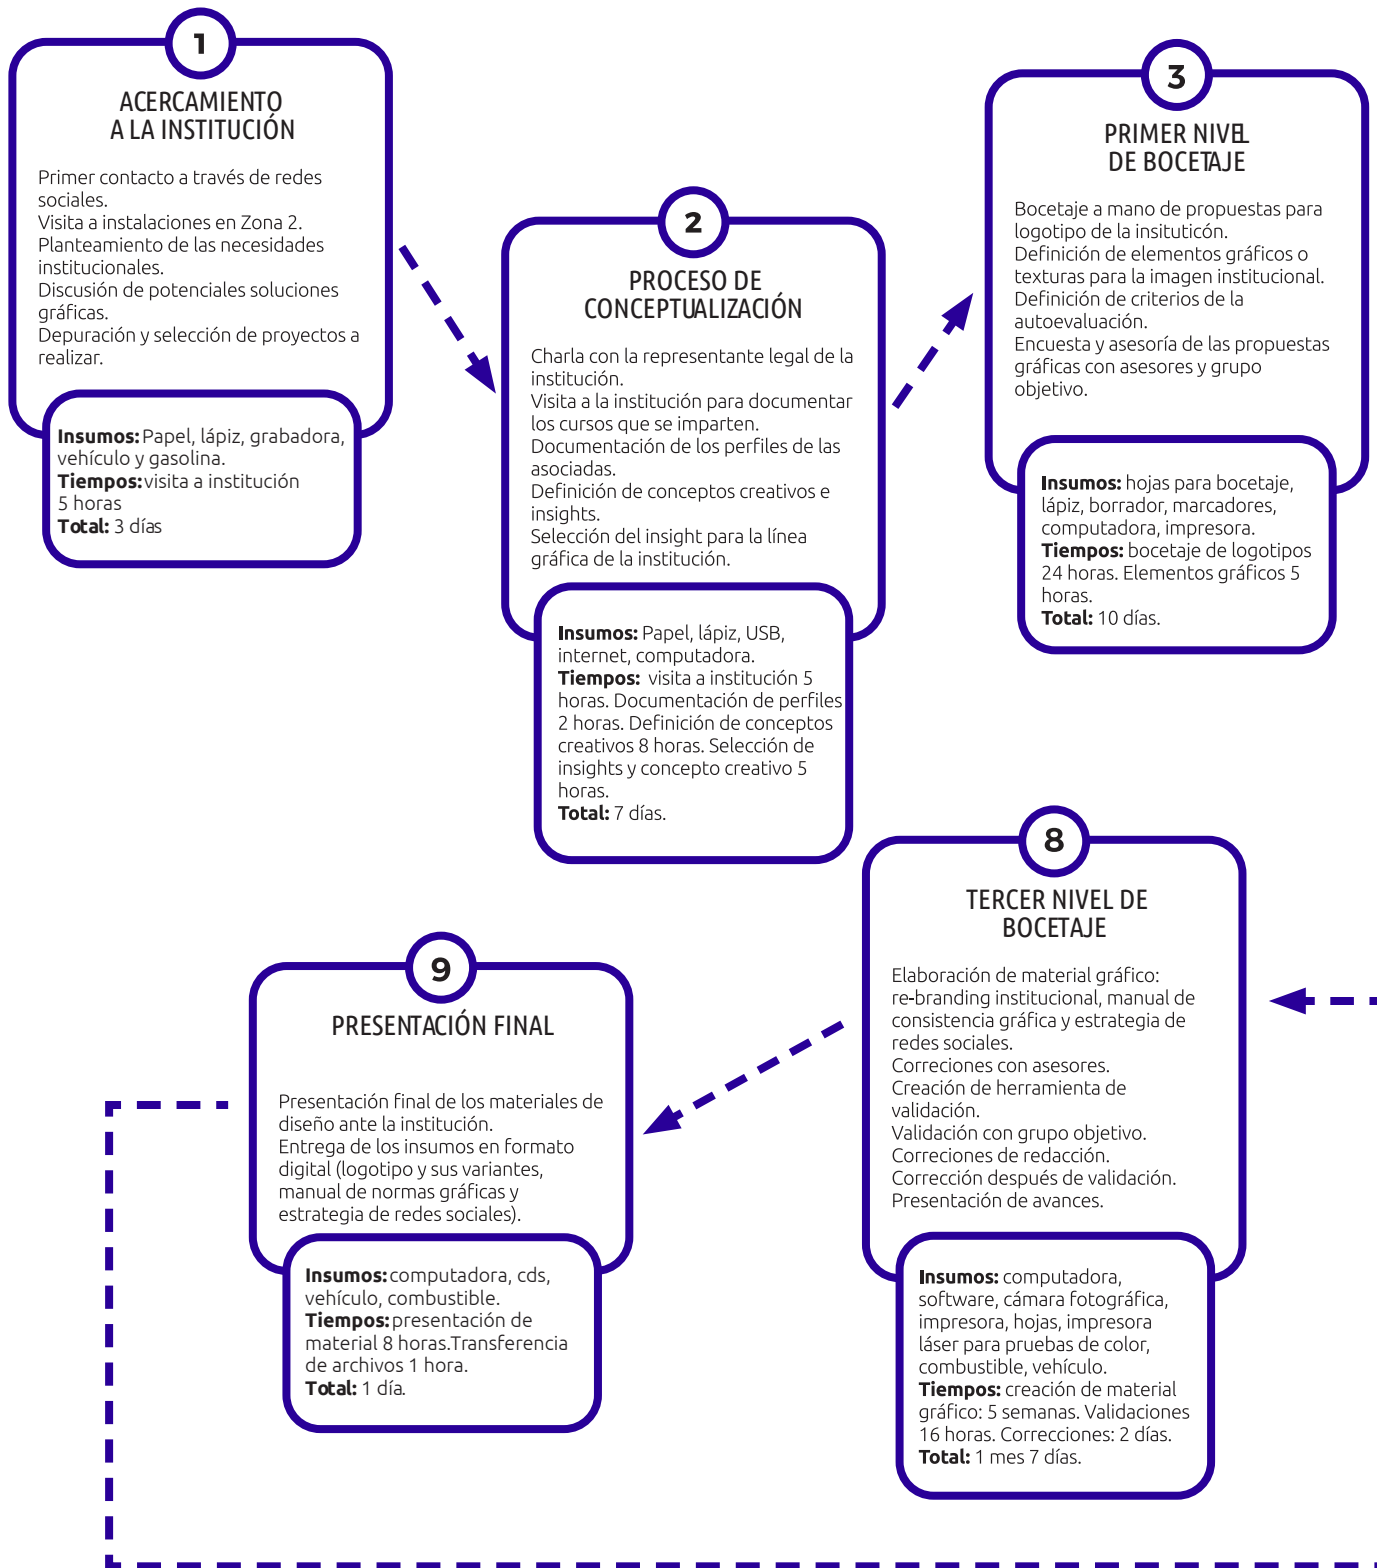 1
ACERCAMIENTO
A LA INSTITUCIÓN
Primer contacto a través de redes
sociales.
Visita a instalaciones en Zona 2.
Planteamiento de las necesidades
institucionales.
Discusión de potenciales soluciones
gráficas.
Depuración y selección de proyectos a
realizar.
Insumos: Papel, lápiz, grabadora,
vehículo y gasolina.
Tiempos: visita a institución
5 horas
Total: 3 días
2
PROCESO DE
CONCEPTUALIZACIÓN
Charla con la representante legal de la
institución.
Visita a la institución para documentar
los cursos que se imparten.
Documentación de los perfiles de las
asociadas.
Definición de conceptos creativos e
insights.
Selección del insight para la línea
gráfica de la institución.
Insumos: Papel, lápiz, USB,
internet, computadora.
Tiempos: visita a institución 5
horas. Documentación de perfiles
2 horas. Definición de conceptos
creativos 8 horas. Selección de
insights y concepto creativo 5
horas.
Total: 7 días.
3
PRIMER NIVEL
DE BOCETAJE
Bocetaje a mano de propuestas para
logotipo de la insituticón.
Definición de elementos gráficos o
texturas para la imagen institucional.
Definición de criterios de la
autoevaluación.
Encuesta y asesoría de las propuestas
gráficas con asesores y grupo
objetivo.
Insumos: hojas para bocetaje,
lápiz, borrador, marcadores,
computadora, impresora.
Tiempos: bocetaje de logotipos
24 horas. Elementos gráficos 5
horas.
Total: 10 días.
8
TERCER NIVEL DE
BOCETAJE
Elaboración de material gráfico:
re-branding institucional, manual de
consistencia gráfica y estrategia de
redes sociales.
Correciones con asesores.
Creación de herramienta de
validación.
Validación con grupo objetivo.
Correciones de redacción.
Corrección después de validación.
Presentación de avances.
Insumos: computadora,
software, cámara fotográfica,
impresora, hojas, impresora
láser para pruebas de color,
combustible, vehículo.
Tiempos: creación de material
gráfico: 5 semanas. Validaciones
16 horas. Correcciones: 2 días.
Total: 1 mes 7 días.
9
PRESENTACIÓN FINAL
Presentación final de los materiales de
diseño ante la institución.
Entrega de los insumos en formato
digital (logotipo y sus variantes,
manual de normas gráficas y
estrategia de redes sociales).
Insumos: computadora, cds,
vehículo, combustible.
Tiempos: presentación de
material 8 horas.Transferencia
de archivos 1 hora.
Total: 1 día.